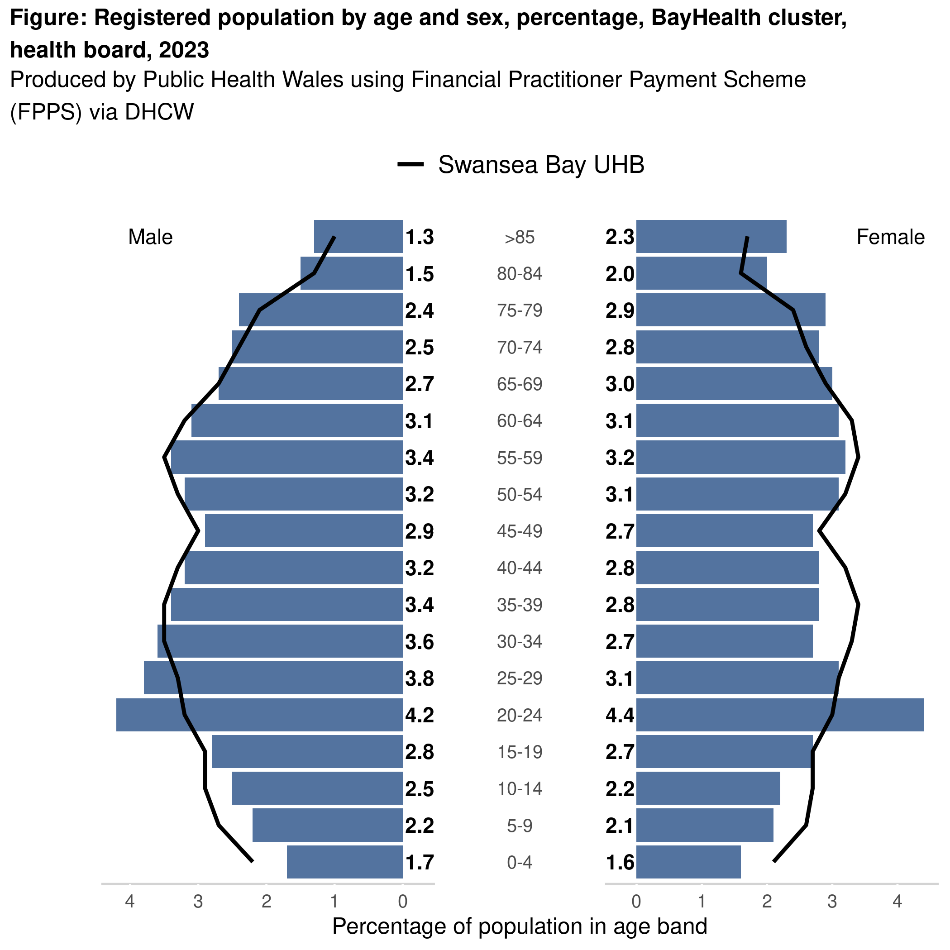 Figure: Registered population by age and sex, percentage, BayHealth cluster,
health board, 2023
Produced by Public Health Wales using Financial Practitioner Payment Scheme
(FPPS) via DHCW
Swansea Bay UHB
Male 1.3 >85 2.3 Female
1.5 80-84 2.0
2.4 75-79 2.9
2.5 70-74 2.8
2.7 65-69 3.0
3.1 60-64 3.1
3.4 55-59 3.2
3.2 50-54 3.1
2.9 45-49 2.7
3.2 40-44 2.8
3.4 35-39 2.8
3.6 30-34 2.7
3.8 25-29 3.1
4.2 20-24 4.4
2.8 15-19 2.7
2.5 10-14 2.2
2.2 5-9 2.1
1.7 0-4 1.6
4 3 2 1 0 0 1 2 3 4
Percentage of population in age band